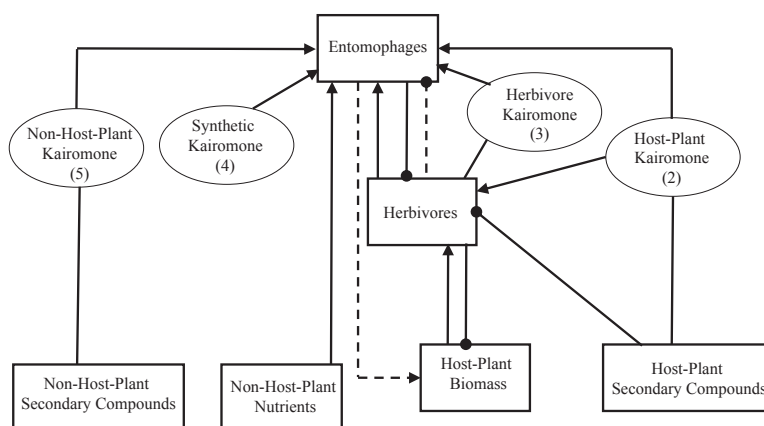 Entomophages
Non-Host-Plant
Kairomone
(5)
Synthetic
Kairomone
(4)
Herbivore
Kairomone
(3)
Host-Plant
Kairomone
(2)
Herbivores
Non-Host-Plant
Secondary Compounds
Non-Host-Plant
Nutrients
Host-Plant
Biomass
Host-Plant
Secondary Compounds